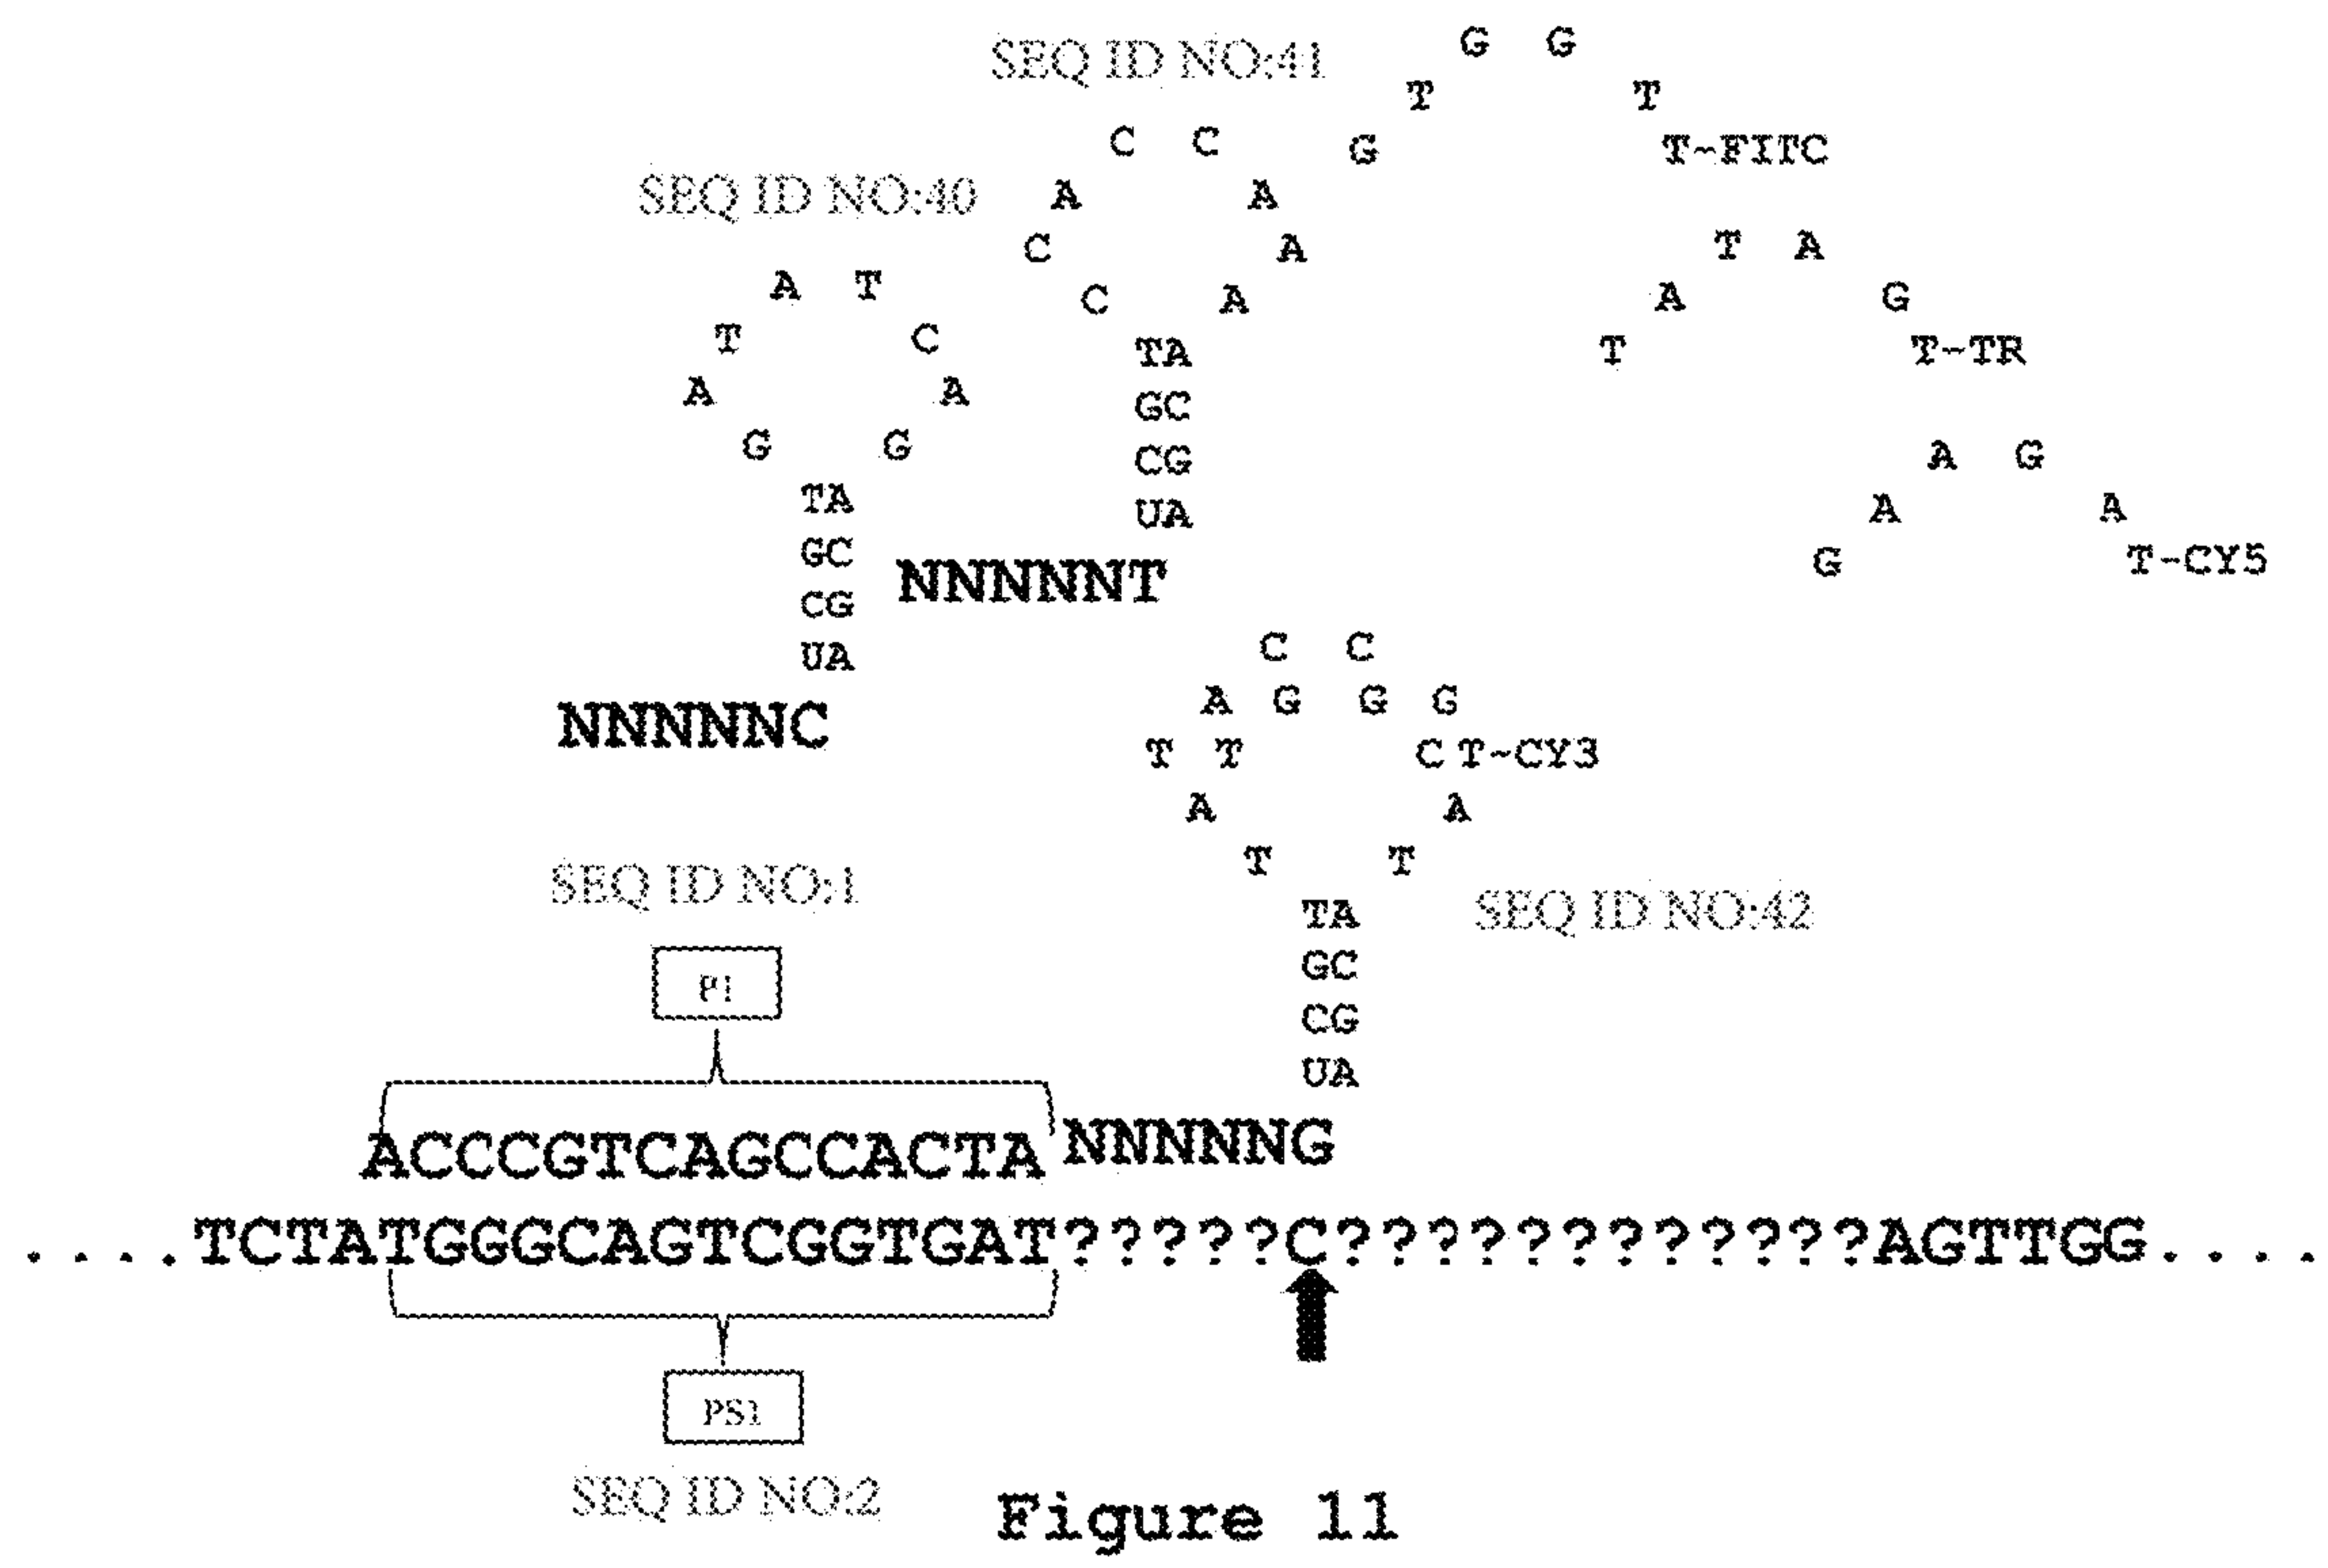 G G
SEQ ID NO:41
T T
C C G T~FITC
SEQ ID NO:40 A A
T A
C A
A T C A A G
T C TA T T~TR
A A GC
G G CG A G
TA UA A A
GC NNNNNT G T~CY5
CG
UA C C
NNNNNC A G G G
T T C T~CY3
A A
T T
SEQ ID NO:1
TA SEQ ID NO:42
GC
P1
CG
UA
ACCCGTCAGCCACTA NNNNNG
....TCTATGGGCAGTCGGTGAT?????C?????????????AGTTGG....
PS1
SEQ ID NO:2
Figure 11